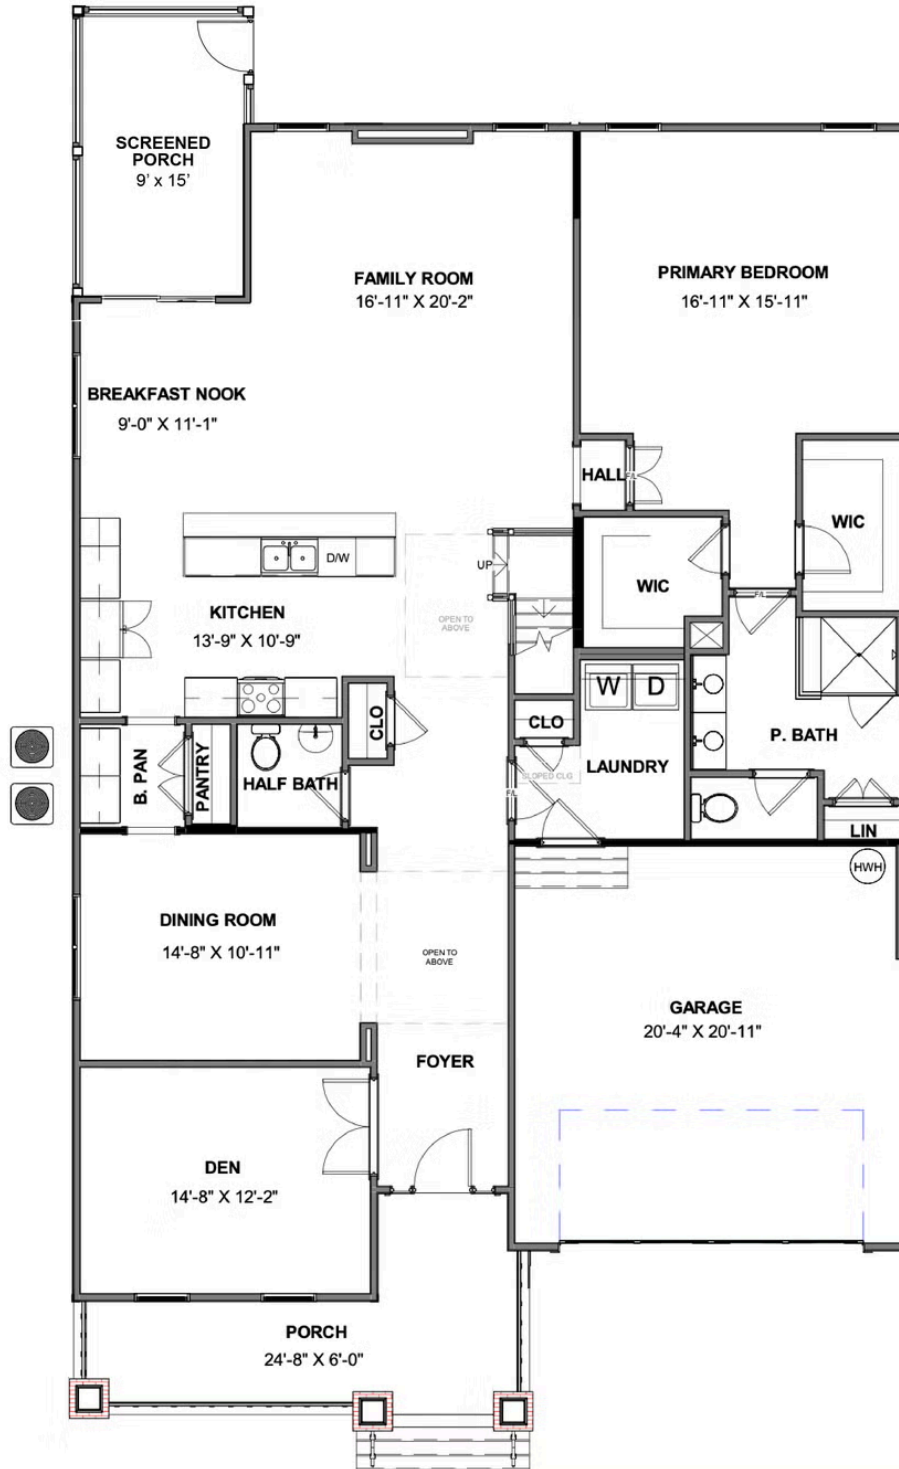 SCREENED
PORCH
9' x 15'
FAMILY ROOM
16'-11" X 20'-2"
PRIMARY BEDROOM
16'-11" X 15'-11"
BREAKFAST NOOK
9'-0" X 11'-1"
HALL
F/L
WIC
D/W
UP
WIC
F/L
KITCHEN
13'-9" X 10'-9"
OPEN TO
ABOVE
W D
CLO
CLO
P. BATH
B. PAN
PANTRY
HALF BATH
LAUNDRY
SLOPED CLG
F/L
LIN
HWH
DINING ROOM
14'-8" X 10'-11"
OPEN TO
ABOVE
GARAGE
20'-4" X 20'-11"
FOYER
DEN
14'-8" X 12'-2"
PORCH
24'-8" X 6'-0"